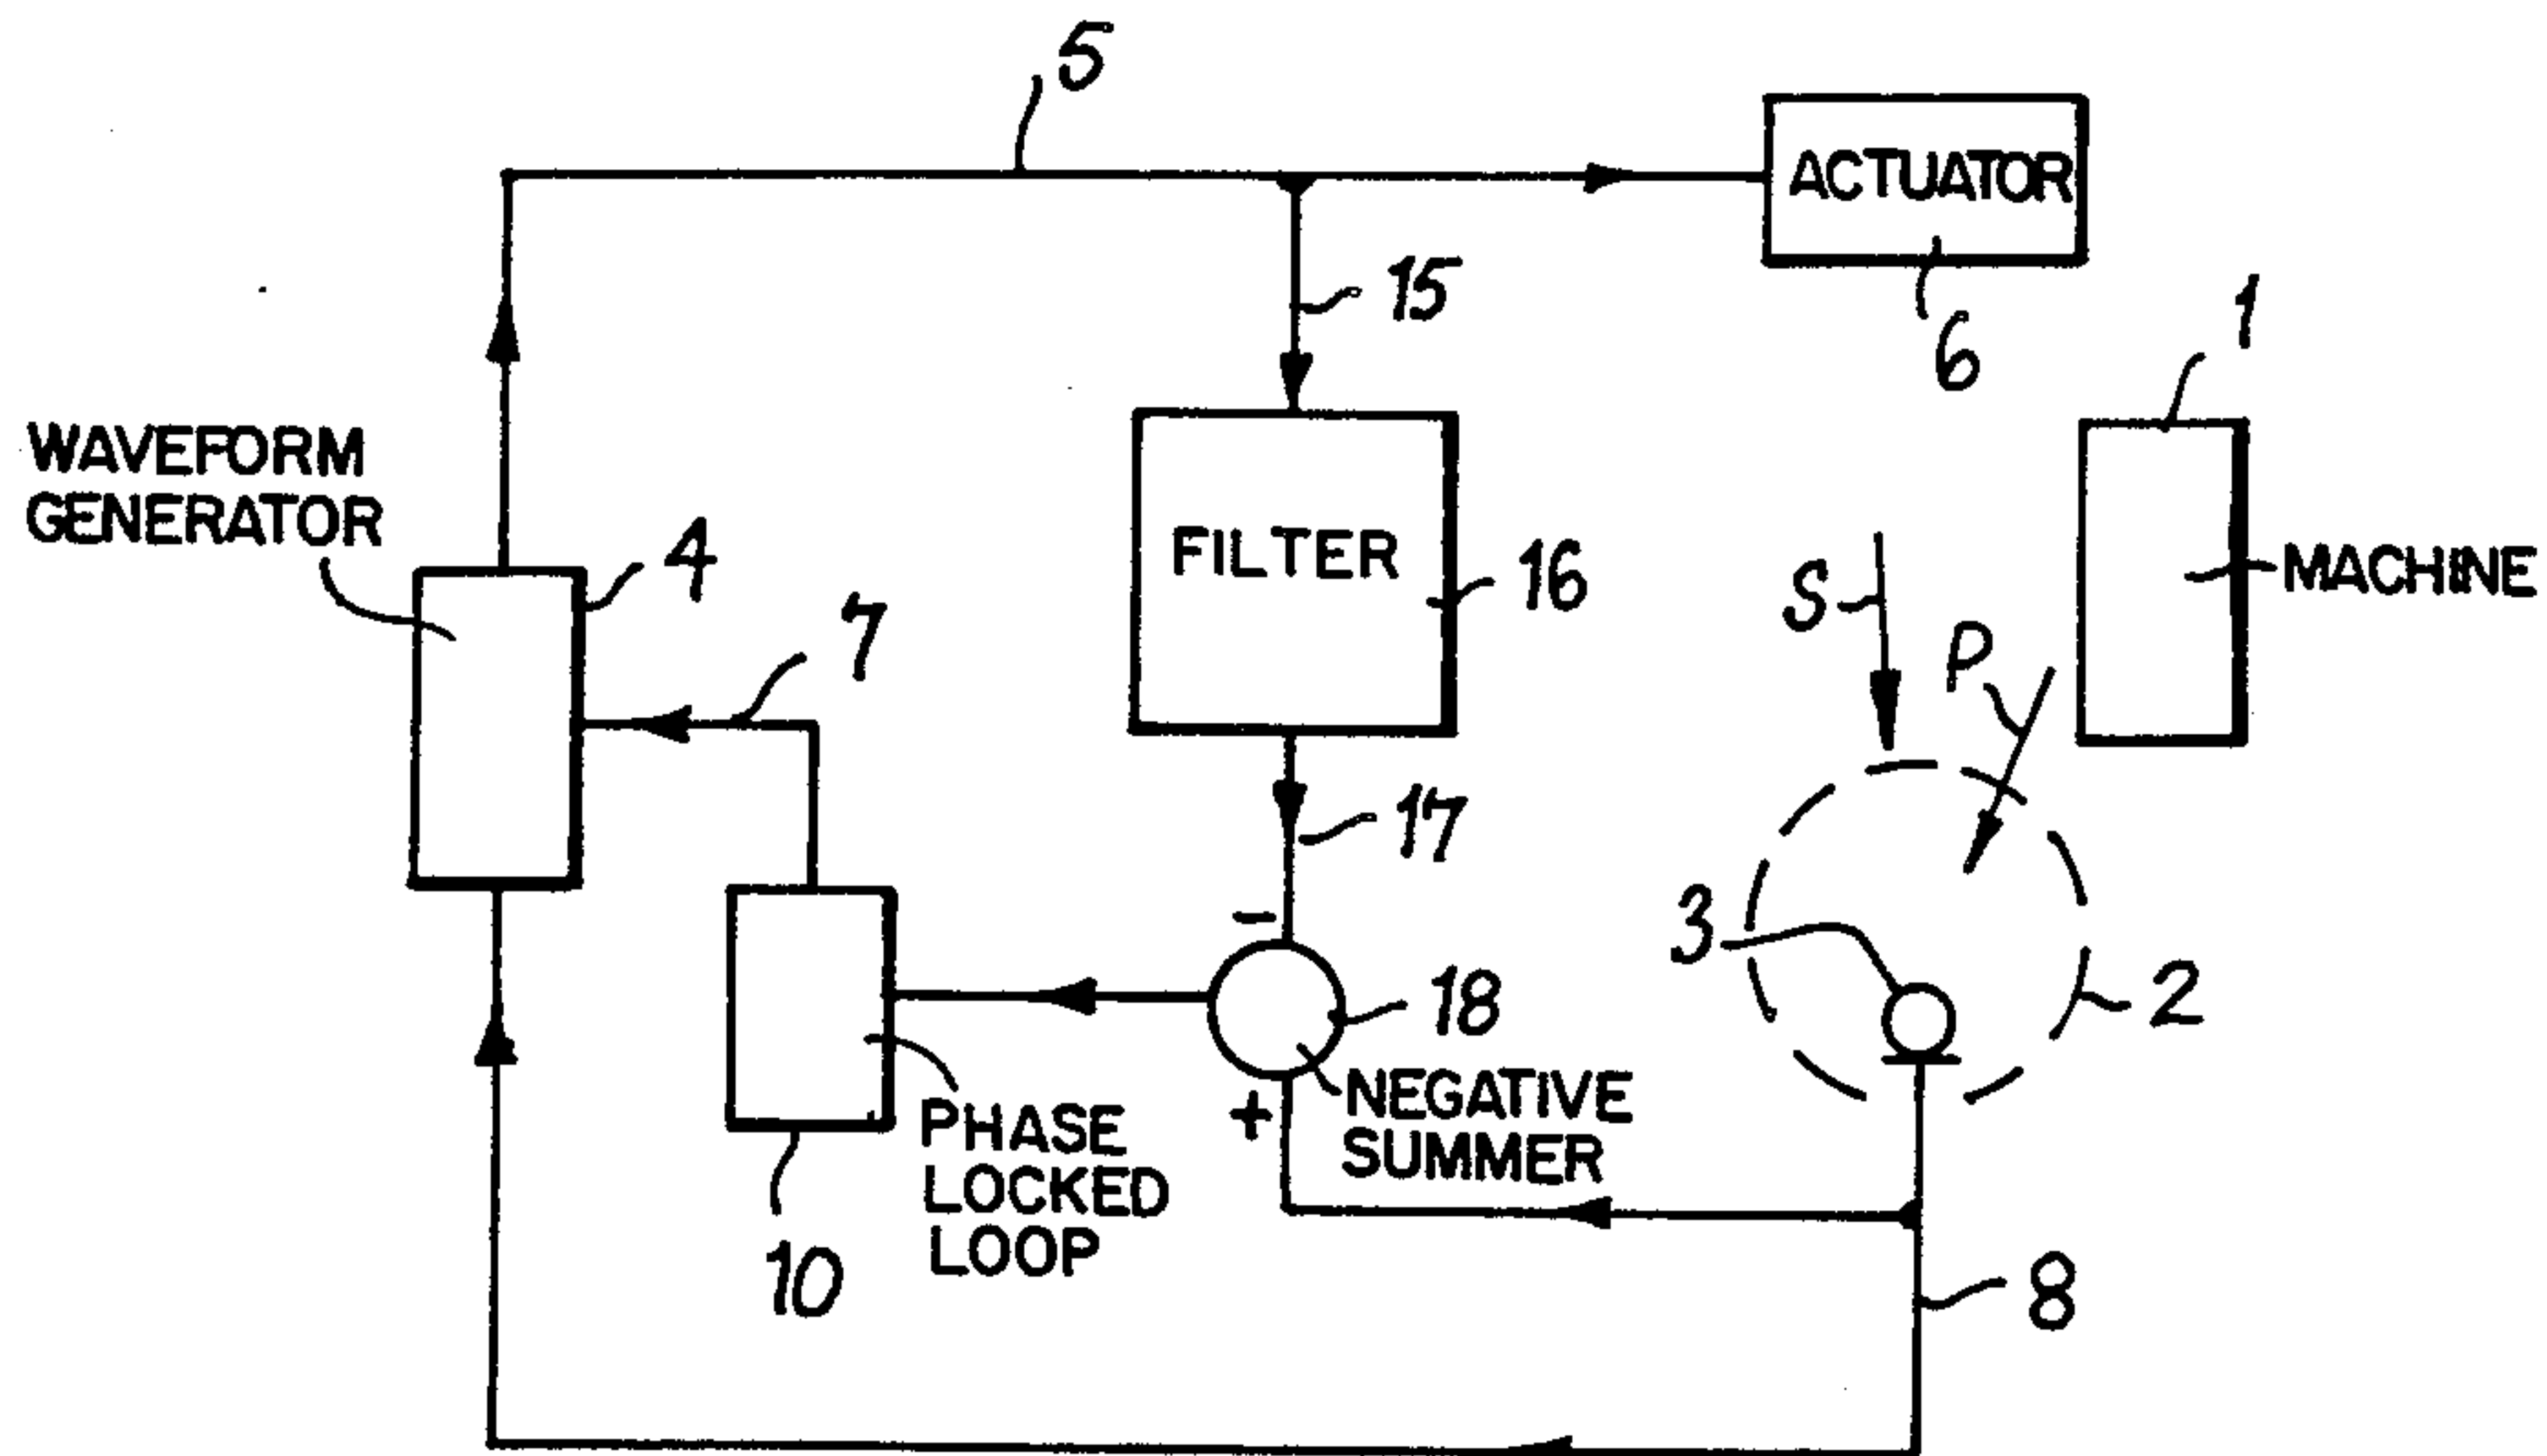 5
ACTUATOR
6
15
1
WAVEFORM
GENERATOR
4
FILTER
16
MACHINE
S
P
7
17
-
3
18
2
+
NEGATIVE
SUMMER
PHASE
LOCKED
LOOP
10
8